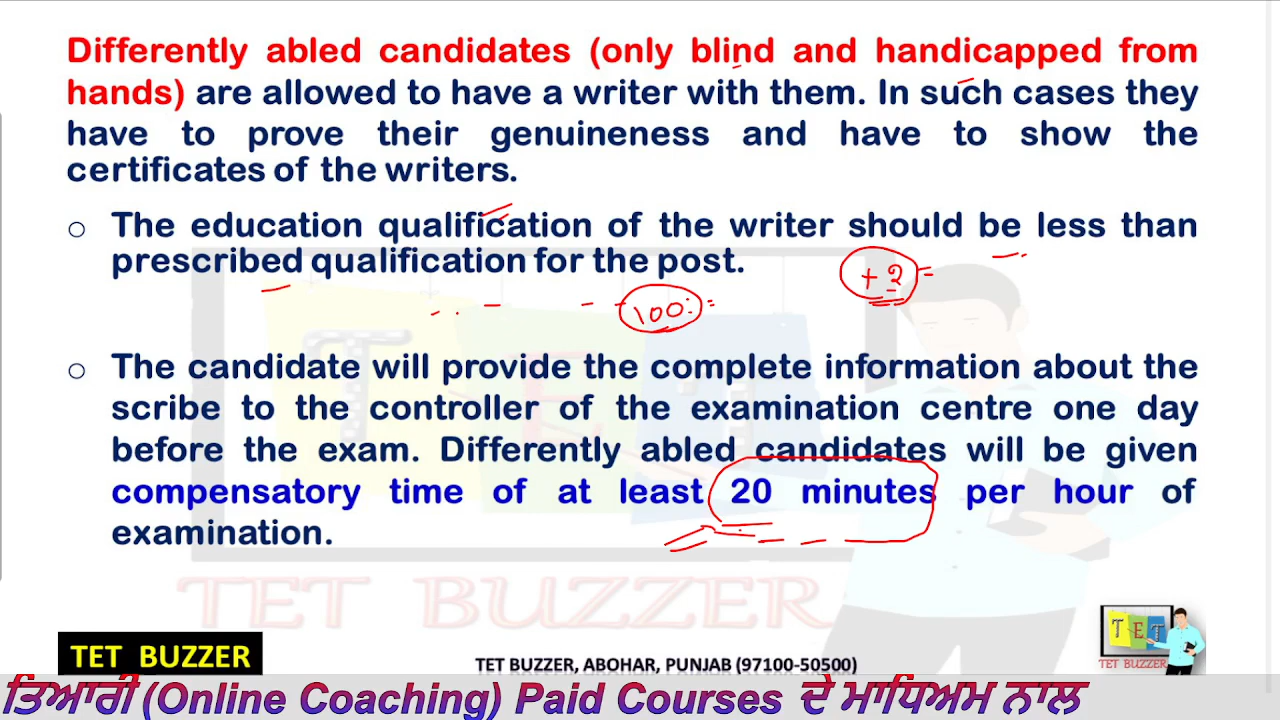 Differently abled candidates (only blind and handicapped from
hands) are allowed to have a writer with them. In such cases they
have to prove their genuineness and have to show the
certificates of the writers.
o The education qualification of the writer should be less than
prescribed qualification for the post.
+2
100
o The candidate will provide the complete information about the
scribe to the controller of the examination centre one day
before the exam. Differently abled candidates will be given
compensatory time of at least 20 minutes per hour of
examination.
TET
TET BUZZER
TET
TET BUZZER
TET BUZZER
TET BUZZER, ABOHAR, PUNJAB (97100-50500)
ਤਿਆਰੀ (Online Coaching) Paid Courses ਦੇ ਮਾਧਿਅਮ ਨਾਲ